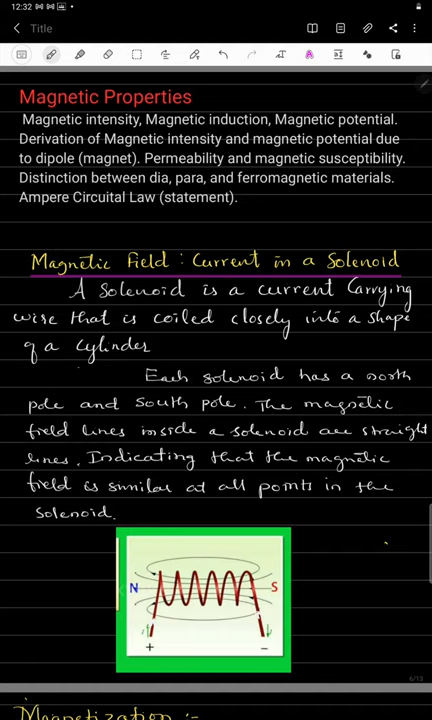 12:32
Title
Magnetic Properties
Magnetic intensity, Magnetic induction, Magnetic potential.
Derivation of Magnetic intensity and magnetic potential due
to dipole (magnet). Permeability and magnetic susceptibility.
Distinction between dia, para, and ferromagnetic materials.
Ampere Circuital Law (statement).
Magnetic Field : Current in a Solenoid
A Solenoid is a current Carrying
wire that is coiled closely into a shape
of a cylinder
Each solenoid has a north
pole and south pole. The magnetic
field lines inside a solenoid are straight
lines. Indicating that the magnetic
field is similar at all points in the
solenoid.
N S
+ −
6/13
Magnetization :-